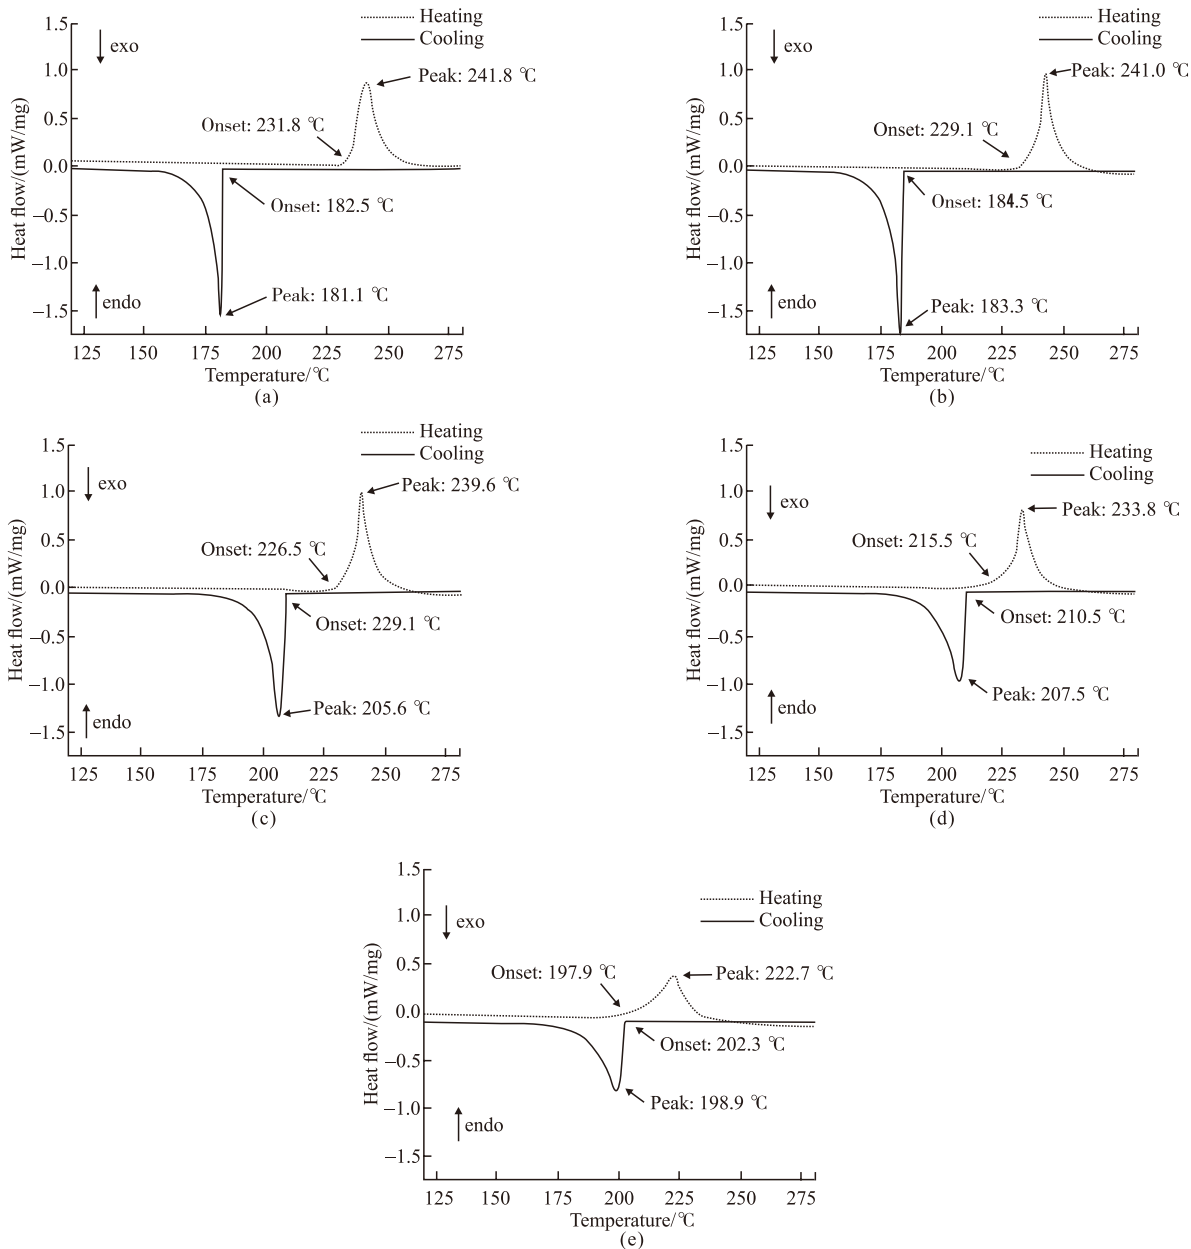 Heating
Cooling
exo
Peak: 241.8 ℃
Onset: 231.8 ℃
Onset: 182.5 ℃
Peak: 181.1 ℃
endo
1.5
1.0
0.5
0.0
−0.5
−1.0
−1.5
Heat flow/(mW/mg)
125 150 175 200 225 250 275
Temperature/℃
(a)
Heating
Cooling
exo
Peak: 241.0 ℃
Onset: 229.1 ℃
Onset: 184.5 ℃
Peak: 183.3 ℃
endo
1.5
1.0
0.5
0.0
−0.5
−1.0
−1.5
Heat flow/(mW/mg)
125 150 175 200 225 250 275
Temperature/℃
(b)
Heating
Cooling
exo
Peak: 239.6 ℃
Onset: 226.5 ℃
Onset: 229.1 ℃
Peak: 205.6 ℃
endo
1.5
1.0
0.5
0.0
−0.5
−1.0
−1.5
Heat flow/(mW/mg)
125 150 175 200 225 250 275
Temperature/℃
(c)
Heating
Cooling
exo
Peak: 233.8 ℃
Onset: 215.5 ℃
Onset: 210.5 ℃
Peak: 207.5 ℃
endo
1.5
1.0
0.5
0.0
−0.5
−1.0
−1.5
Heat flow/(mW/mg)
125 150 175 200 225 250 275
Temperature/℃
(d)
Heating
Cooling
exo
Onset: 197.9 ℃
Peak: 222.7 ℃
Onset: 202.3 ℃
Peak: 198.9 ℃
endo
1.5
1.0
0.5
0.0
−0.5
−1.0
−1.5
Heat flow/(mW/mg)
125 150 175 200 225 250 275
Temperature/℃
(e)